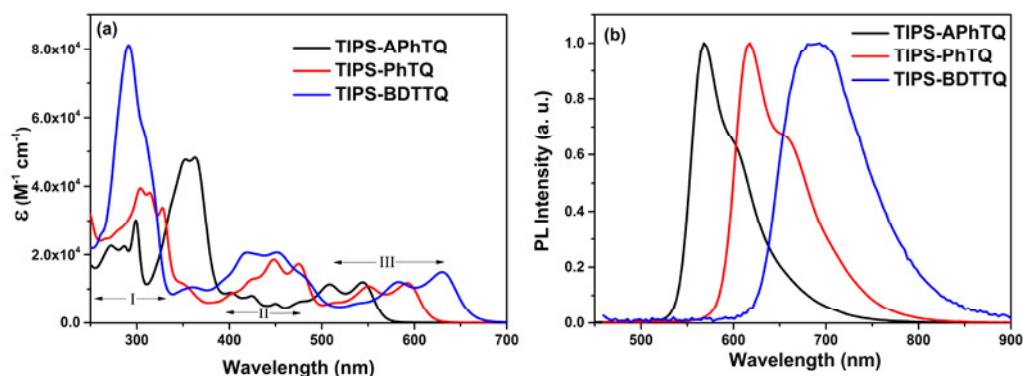 (a)
TIPS-APhTQ
TIPS-PhTQ
TIPS-BDTTQ
8.0x10⁴
6.0x10⁴
4.0x10⁴
2.0x10⁴
0.0
ε (M⁻¹ cm⁻¹)
I
II
III
300 400 500 600 700
Wavelength (nm)
(b)
TIPS-APhTQ
TIPS-PhTQ
TIPS-BDTTQ
1.0
0.8
0.6
0.4
0.2
0.0
PL Intensity (a. u.)
500 600 700 800 900
Wavelength (nm)